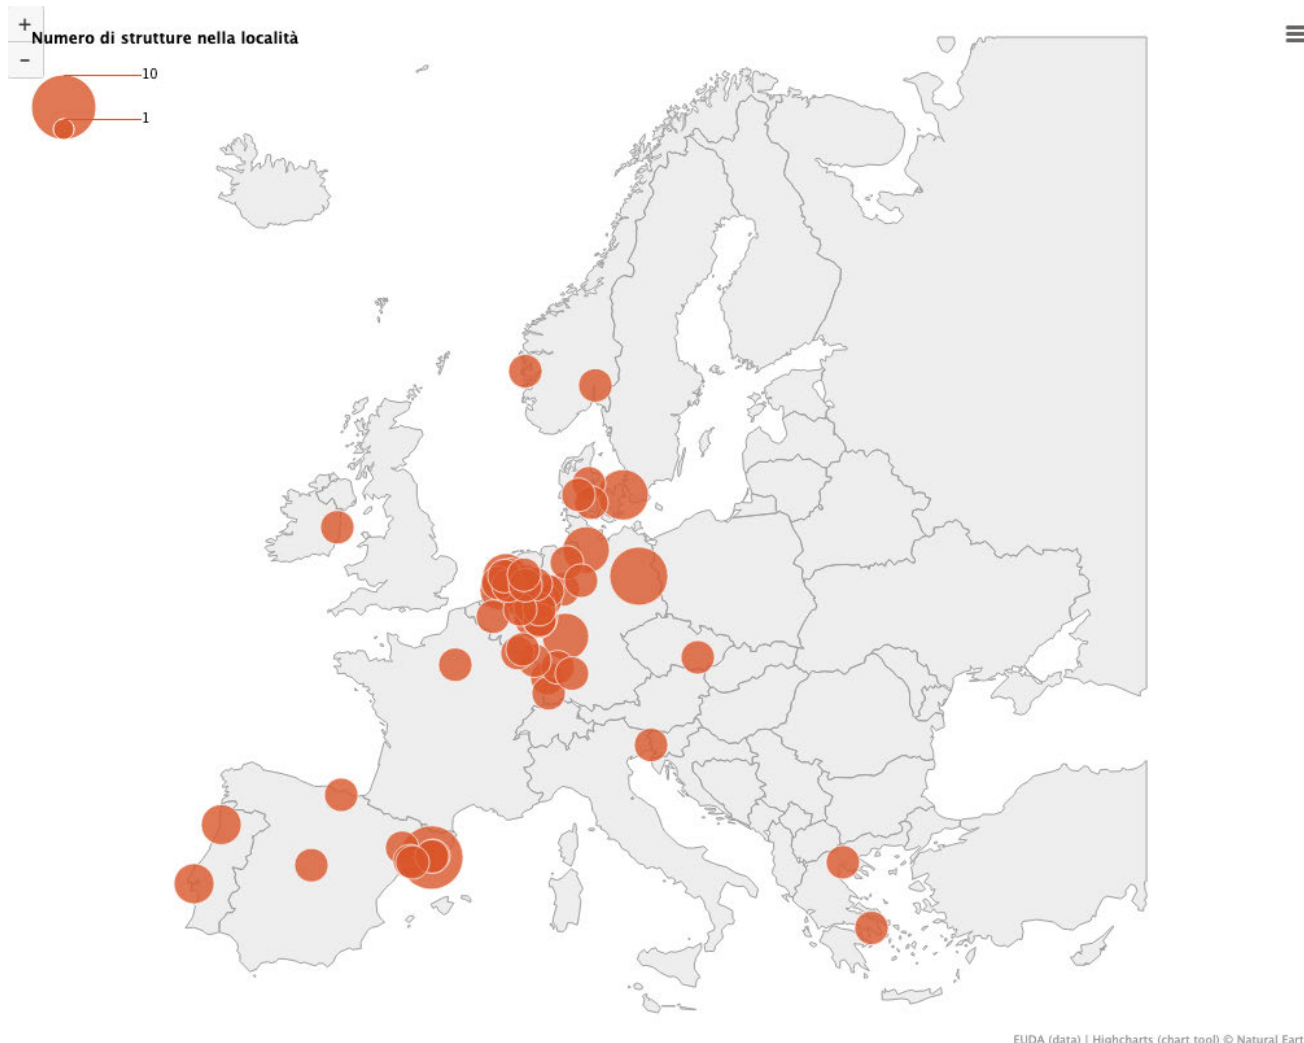 +
Numero di strutture nella località
−
10
1
EUDA (data) | Highcharts (chart tool) © Natural Eart